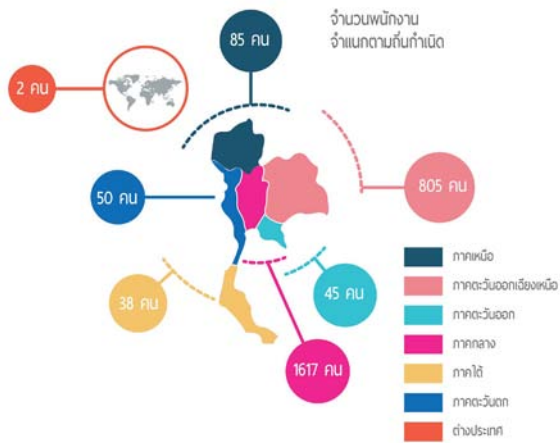 85 คน
จำนวนพนักงาน
จำแนกตามถิ่นกำเนิด
2 คน
50 คน
805 คน
38 คน
45 คน
1617 คน
ภาคเหนือ
ภาคตะวันออกเฉียงเหนือ
ภาคตะวันออก
ภาคกลาง
ภาคใต้
ภาคตะวันตก
ต่างประเทศ